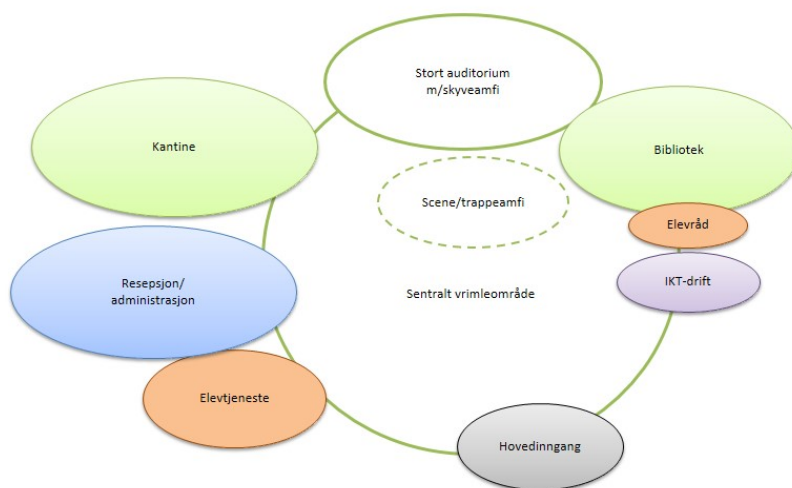 Stort auditorium
m/skyveamfi
Kantine
Bibliotek
Scene/trappeamfi
Elevråd
Resepsjon/
administrasjon
IKT-drift
Sentralt vrimleområde
Elevtjeneste
Hovedinngang